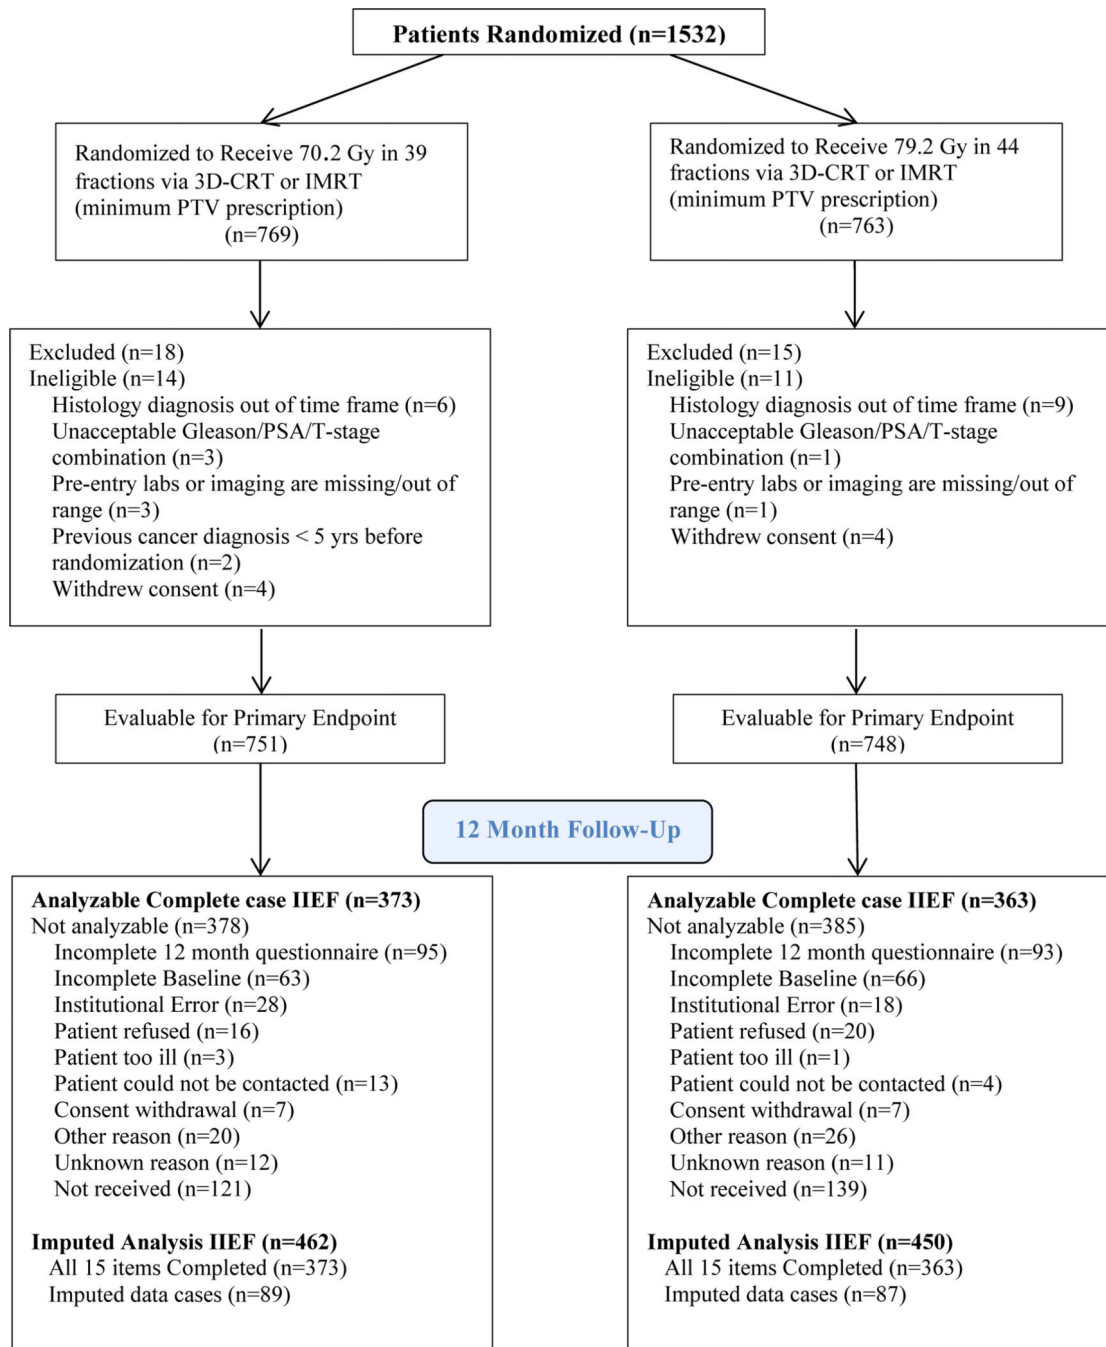 Patients Randomized (n=1532)
Randomized to Receive 70.2 Gy in 39
fractions via 3D-CRT or IMRT
(minimum PTV prescription)
(n=769)
Randomized to Receive 79.2 Gy in 44
fractions via 3D-CRT or IMRT
(minimum PTV prescription)
(n=763)
Excluded (n=18)
Ineligible (n=14)
Histology diagnosis out of time frame (n=6)
Unacceptable Gleason/PSA/T-stage
combination (n=3)
Pre-entry labs or imaging are missing/out of
range (n=3)
Previous cancer diagnosis < 5 yrs before
randomization (n=2)
Withdrew consent (n=4)
Excluded (n=15)
Ineligible (n=11)
Histology diagnosis out of time frame (n=9)
Unacceptable Gleason/PSA/T-stage
combination (n=1)
Pre-entry labs or imaging are missing/out of
range (n=1)
Withdrew consent (n=4)
Evaluable for Primary Endpoint
(n=751)
Evaluable for Primary Endpoint
(n=748)
12 Month Follow-Up
Analyzable Complete case IIEF (n=373)
Not analyzable (n=378)
Incomplete 12 month questionnaire (n=95)
Incomplete Baseline (n=63)
Institutional Error (n=28)
Patient refused (n=16)
Patient too ill (n=3)
Patient could not be contacted (n=13)
Consent withdrawal (n=7)
Other reason (n=20)
Unknown reason (n=12)
Not received (n=121)
Imputed Analysis IIEF (n=462)
All 15 items Completed (n=373)
Imputed data cases (n=89)
Analyzable Complete case IIEF (n=363)
Not analyzable (n=385)
Incomplete 12 month questionnaire (n=93)
Incomplete Baseline (n=66)
Institutional Error (n=18)
Patient refused (n=20)
Patient too ill (n=1)
Patient could not be contacted (n=4)
Consent withdrawal (n=7)
Other reason (n=26)
Unknown reason (n=11)
Not received (n=139)
Imputed Analysis IIEF (n=450)
All 15 items Completed (n=363)
Imputed data cases (n=87)